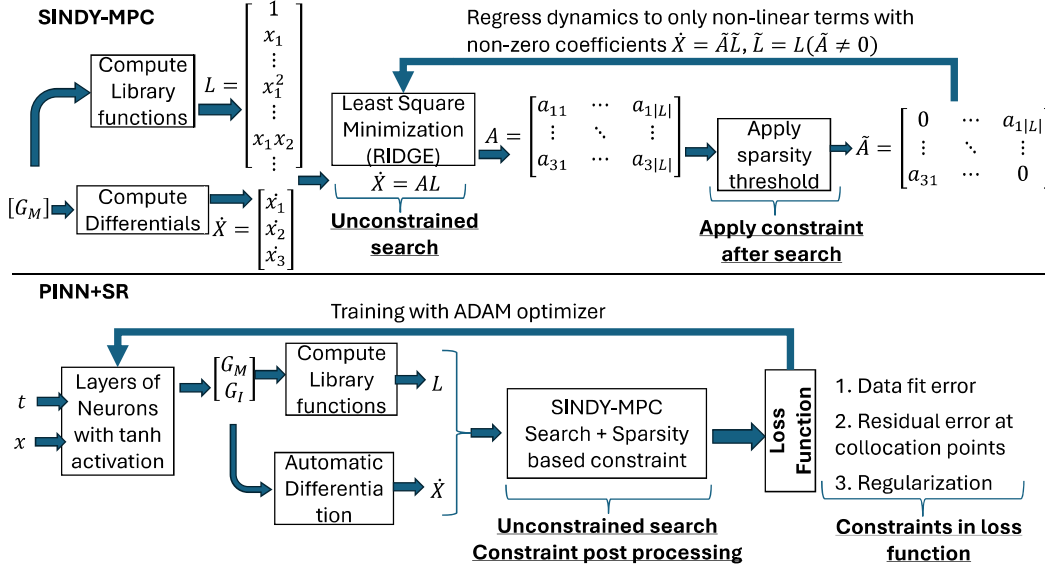 SINDY-MPC
Regress dynamics to only non-linear terms with
non-zero coefficients Ẋ = ÃL̃, L̃ = L(Ã ≠ 0)
Compute
Library
functions
L = [1 x₁ ⋮ x₁² ⋮ x₁x₂ ⋮]
[G_M]
Compute
Differentials
Ẋ = [ẋ₁ ẋ₂ ẋ₃]
Least Square
Minimization
(RIDGE)
Ẋ = AL
Unconstrained
search
A = [a₁₁ ⋯ a₁|L|
⋮ ⋱ ⋮
a₃₁ ⋯ a₃|L|]
Apply
sparsity
threshold
Apply constraint
after search
Ã = [0 ⋯ a₁|L|
⋮ ⋱ ⋮
a₃₁ ⋯ 0]
PINN+SR
Training with ADAM optimizer
t
x
Layers of
Neurons
with tanh
activation
[G_M
G_I]
Compute
Library
functions
L
Automatic
Differentia
tion
Ẋ
SINDY-MPC
Search + Sparsity
based constraint
Unconstrained search
Constraint post processing
Loss
Function
1. Data fit error
2. Residual error at
collocation points
3. Regularization
Constraints in loss
function